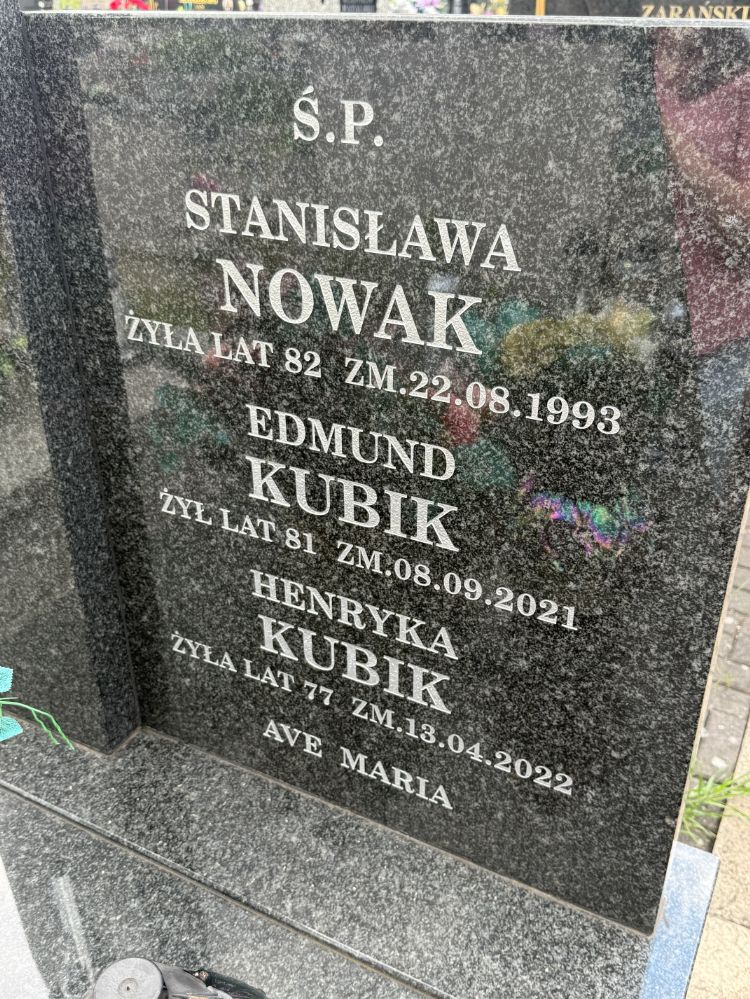 ZARAŃSKI
Ś.P.
STANISŁAWA
NOWAK
ŻYŁA LAT 82 ZM.22.08.1993
EDMUND
KUBIK
ŻYŁ LAT 81 ZM.08.09.2021
HENRYKA
KUBIK
ŻYŁA LAT 77 ZM.13.04.2022
AVE MARIA